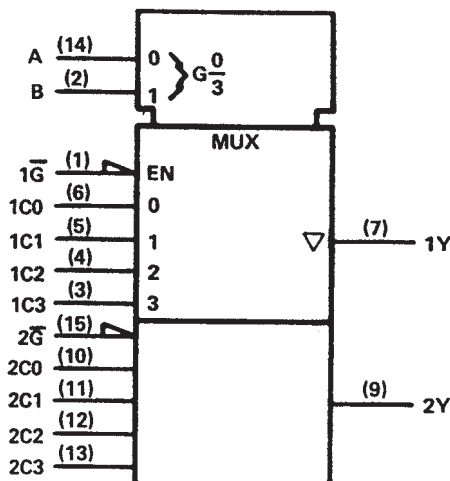 A (14) 0 G 0/3
B (2) 1
MUX
1G̅ (1) EN
1C0 (6) 0
1C1 (5) 1 ▽ (7) 1Y
1C2 (4) 2
1C3 (3) 3
2G̅ (15)
2C0 (10)
2C1 (11) (9) 2Y
2C2 (12)
2C3 (13)